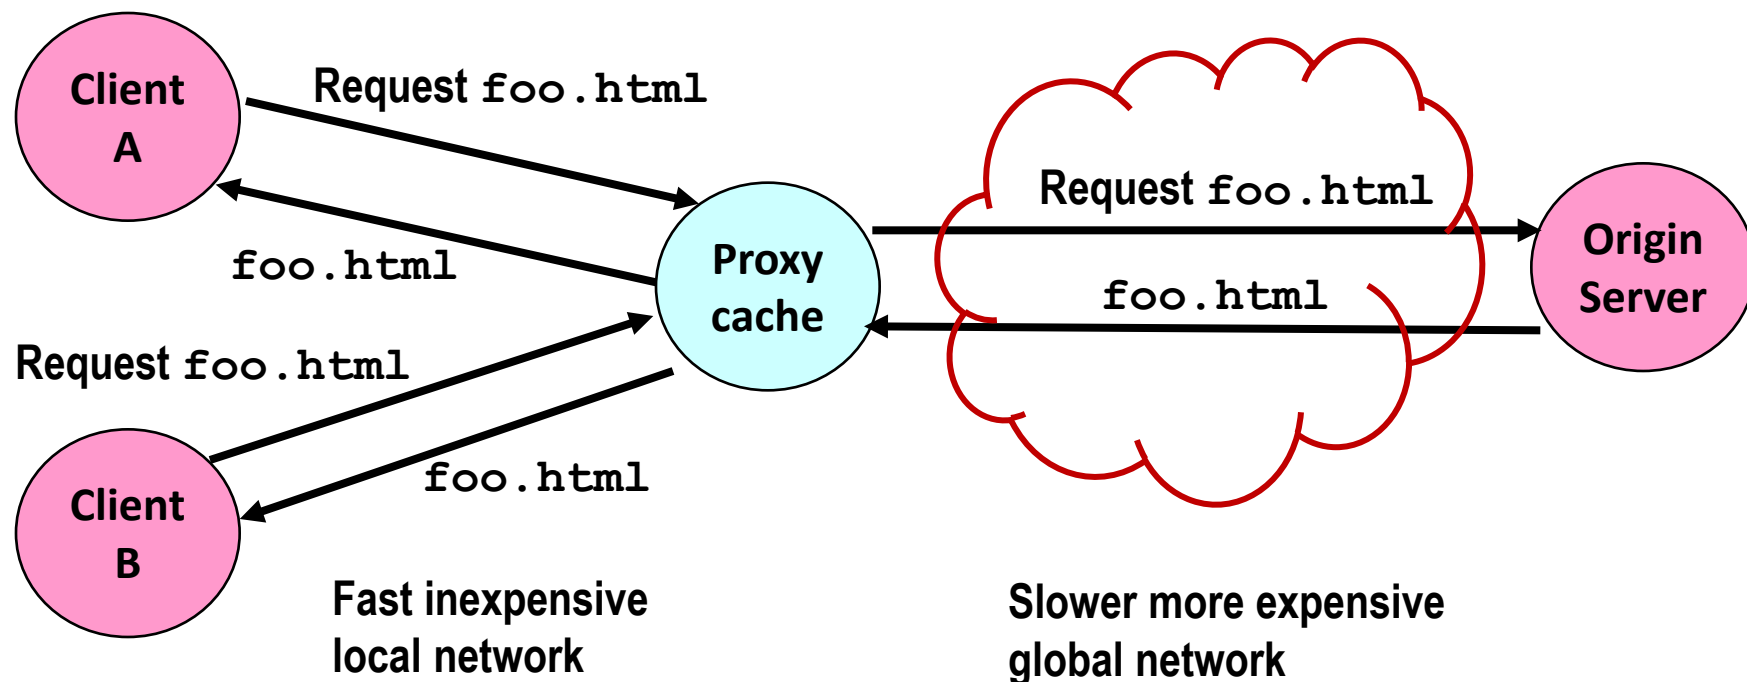 Client
A
Request foo.html
foo.html
Request foo.html
Client
B
foo.html
Proxy
cache
Request foo.html
foo.html
Origin
Server
Fast inexpensive
local network
Slower more expensive
global network